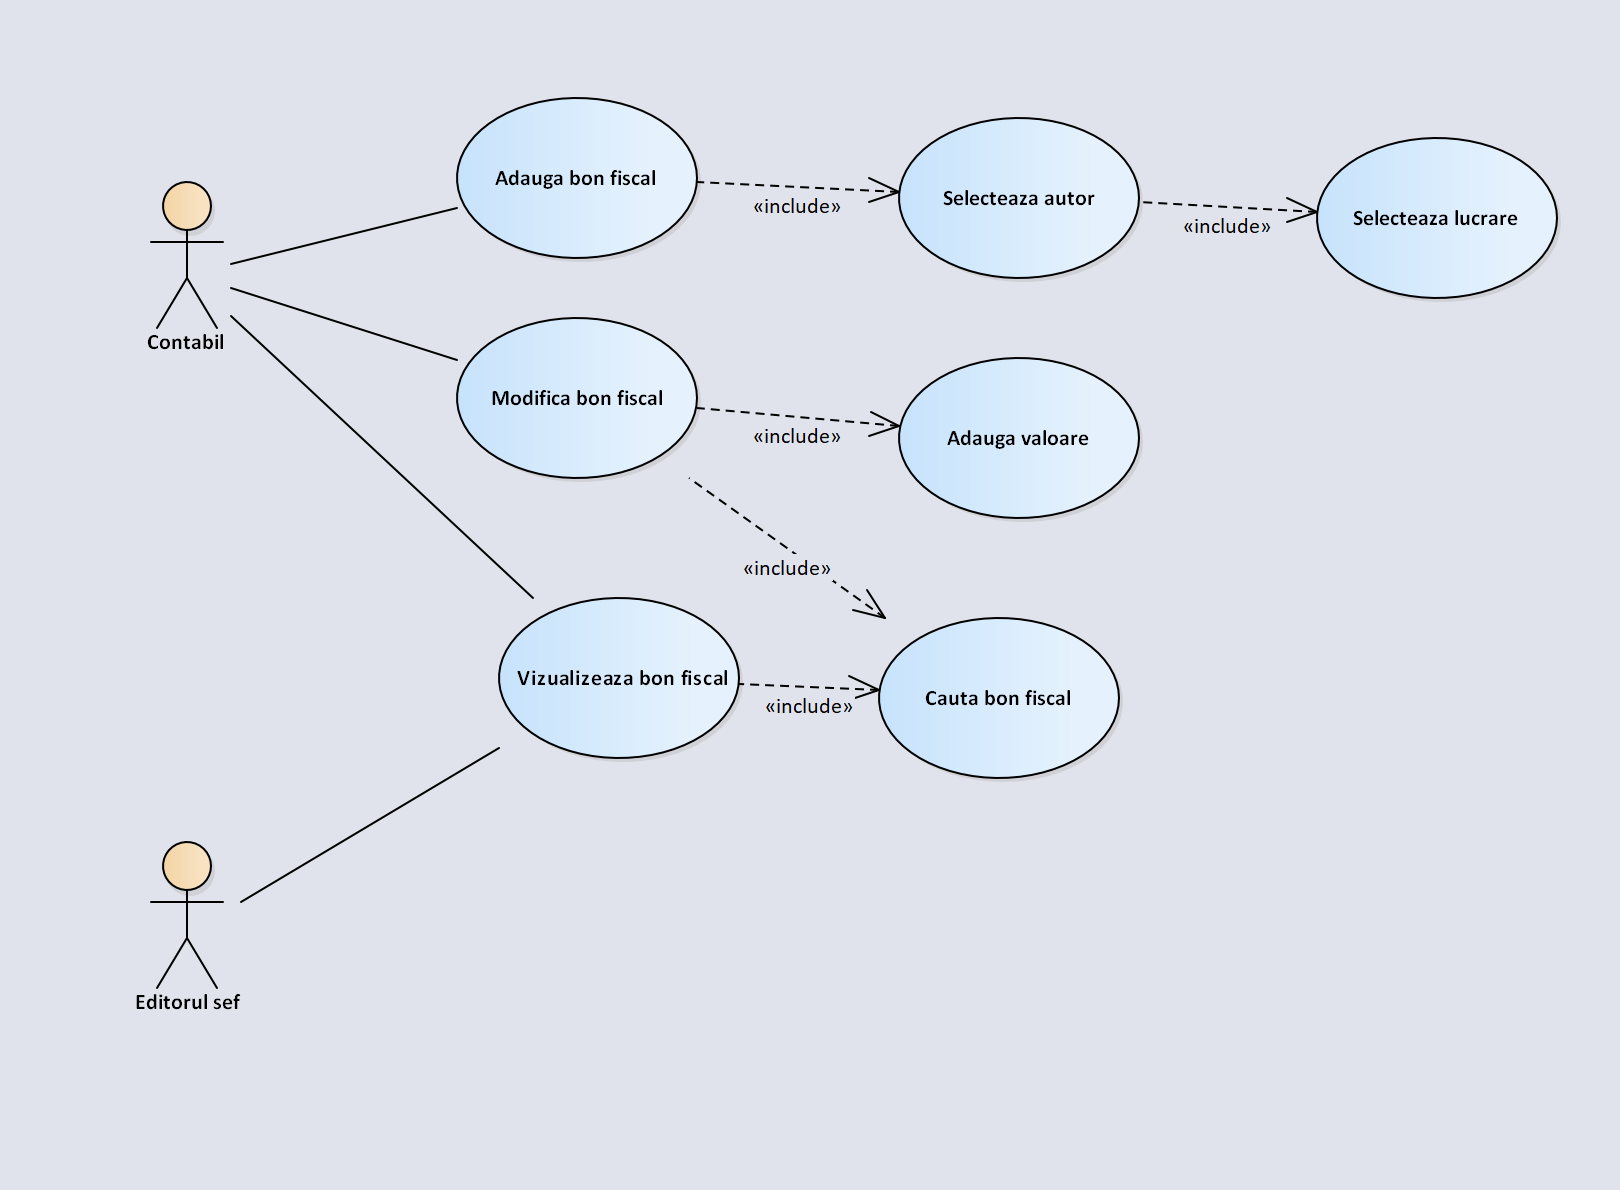 Adauga bon fiscal
«include»
Selecteaza autor
«include»
Selecteaza lucrare
Contabil
Modifica bon fiscal
«include»
Adauga valoare
«include»
Vizualizeaza bon fiscal
«include»
Cauta bon fiscal
Editorul sef